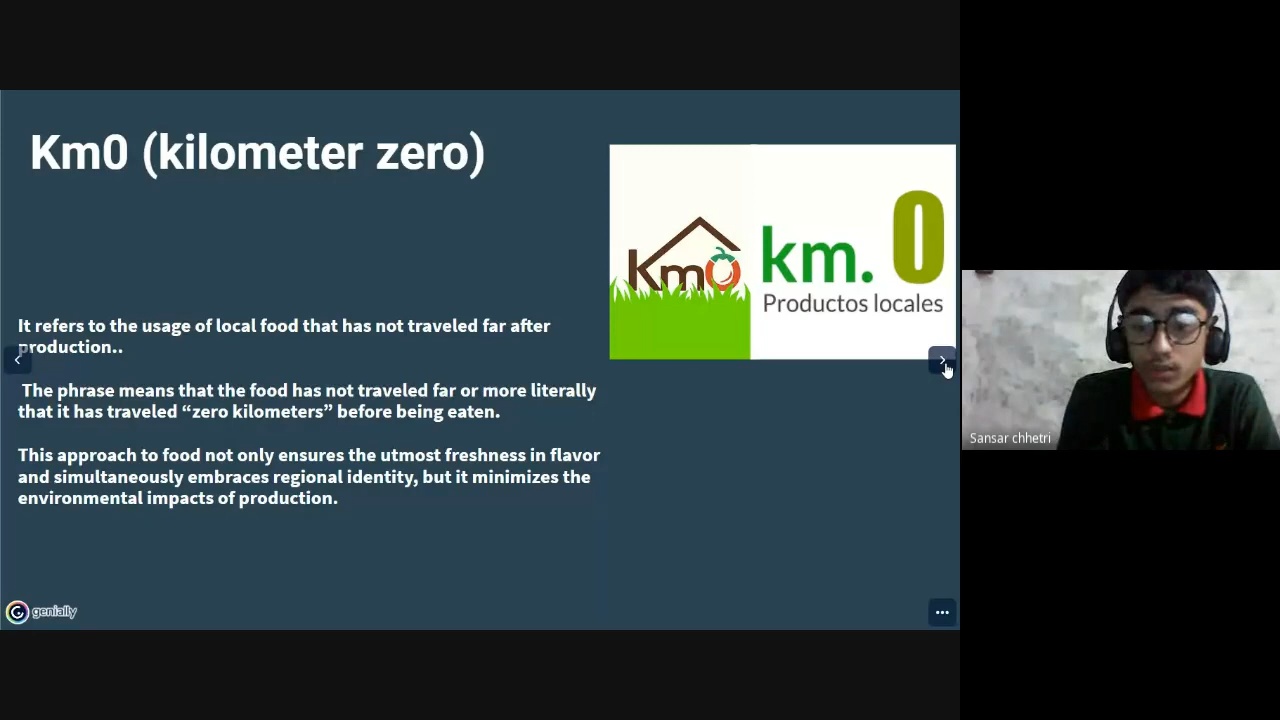 Km0 (kilometer zero)
Km0
km. 0
Productos locales
It refers to the usage of local food that has not traveled far after
production..
The phrase means that the food has not traveled far or more literally
that it has traveled “zero kilometers” before being eaten.
This approach to food not only ensures the utmost freshness in flavor
and simultaneously embraces regional identity, but it minimizes the
environmental impacts of production.
Sansar chhetri
genially